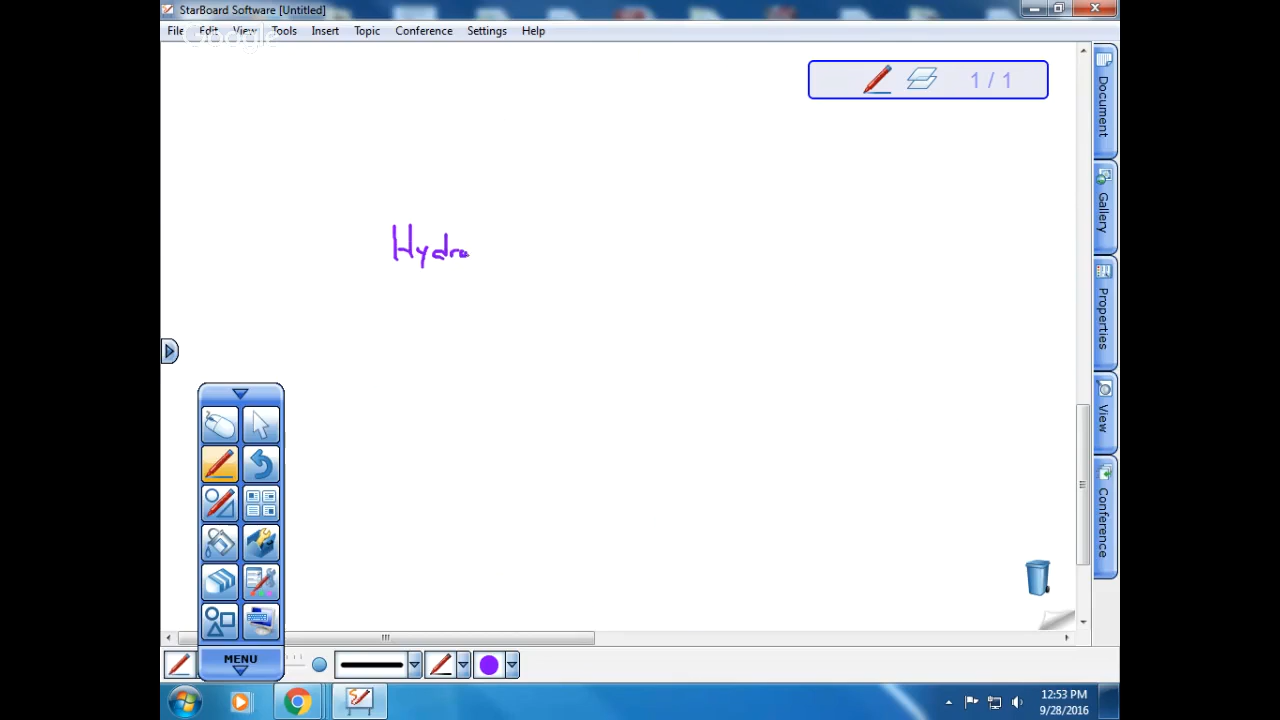 StarBoard Software [Untitled]
File Edit View Tools Insert Topic Conference Settings Help
Google
1 / 1
Document
Gallery
Properties
View
Conference
Hydro
MENU
12:53 PM
9/28/2016